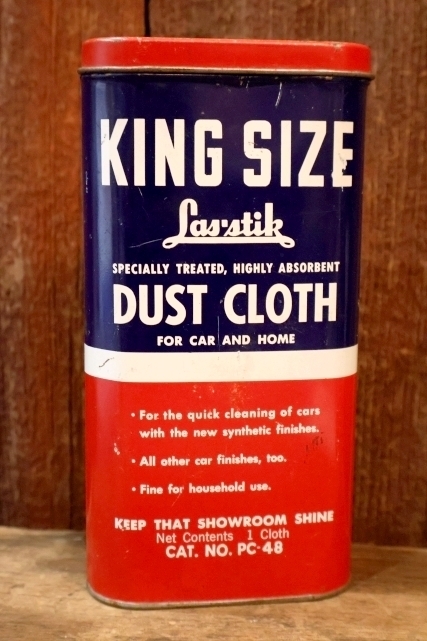 KING SIZE
Las-stik
SPECIALLY TREATED, HIGHLY ABSORBENT
DUST CLOTH
FOR CAR AND HOME
• For the quick cleaning of cars
with the new synthetic finishes.
• All other car finishes, too.
• Fine for household use.
KEEP THAT SHOWROOM SHINE
Net Contents 1 Cloth
CAT. NO. PC-48